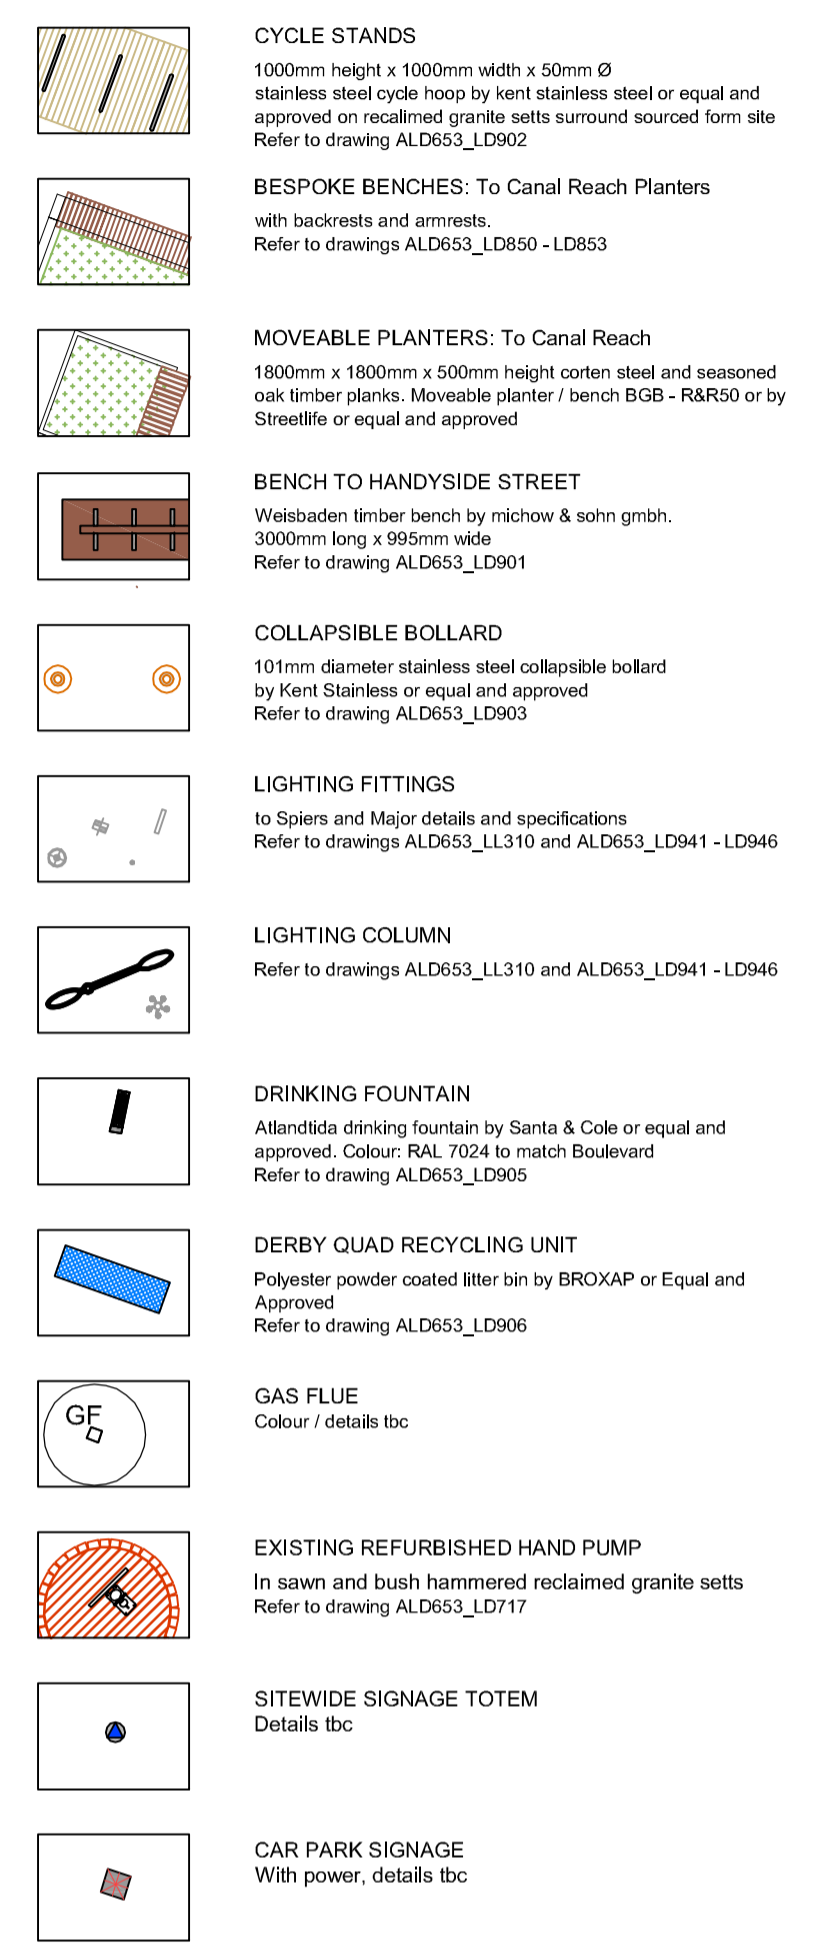 CYCLE STANDS
1000mm height x 1000mm width x 50mm Ø
stainless steel cycle hoop by kent stainless steel or equal and
approved on recalimed granite setts surround sourced form site
Refer to drawing ALD653_LD902
BESPOKE BENCHES: To Canal Reach Planters
with backrests and armrests.
Refer to drawings ALD653_LD850 - LD853
MOVEABLE PLANTERS: To Canal Reach
1800mm x 1800mm x 500mm height corten steel and seasoned
oak timber planks. Moveable planter / bench BGB - R&R50 or by
Streetlife or equal and approved
BENCH TO HANDYSIDE STREET
Weisbaden timber bench by michow & sohn gmbh.
3000mm long x 995mm wide
Refer to drawing ALD653_LD901
COLLAPSIBLE BOLLARD
101mm diameter stainless steel collapsible bollard
by Kent Stainless or equal and approved
Refer to drawing ALD653_LD903
LIGHTING FITTINGS
to Spiers and Major details and specifications
Refer to drawings ALD653_LL310 and ALD653_LD941 - LD946
LIGHTING COLUMN
Refer to drawings ALD653_LL310 and ALD653_LD941 - LD946
DRINKING FOUNTAIN
Atlandtida drinking fountain by Santa & Cole or equal and
approved. Colour: RAL 7024 to match Boulevard
Refer to drawing ALD653_LD905
DERBY QUAD RECYCLING UNIT
Polyester powder coated litter bin by BROXAP or Equal and
Approved
Refer to drawing ALD653_LD906
GF
GAS FLUE
Colour / details tbc
EXISTING REFURBISHED HAND PUMP
In sawn and bush hammered reclaimed granite setts
Refer to drawing ALD653_LD717
SITEWIDE SIGNAGE TOTEM
Details tbc
CAR PARK SIGNAGE
With power, details tbc